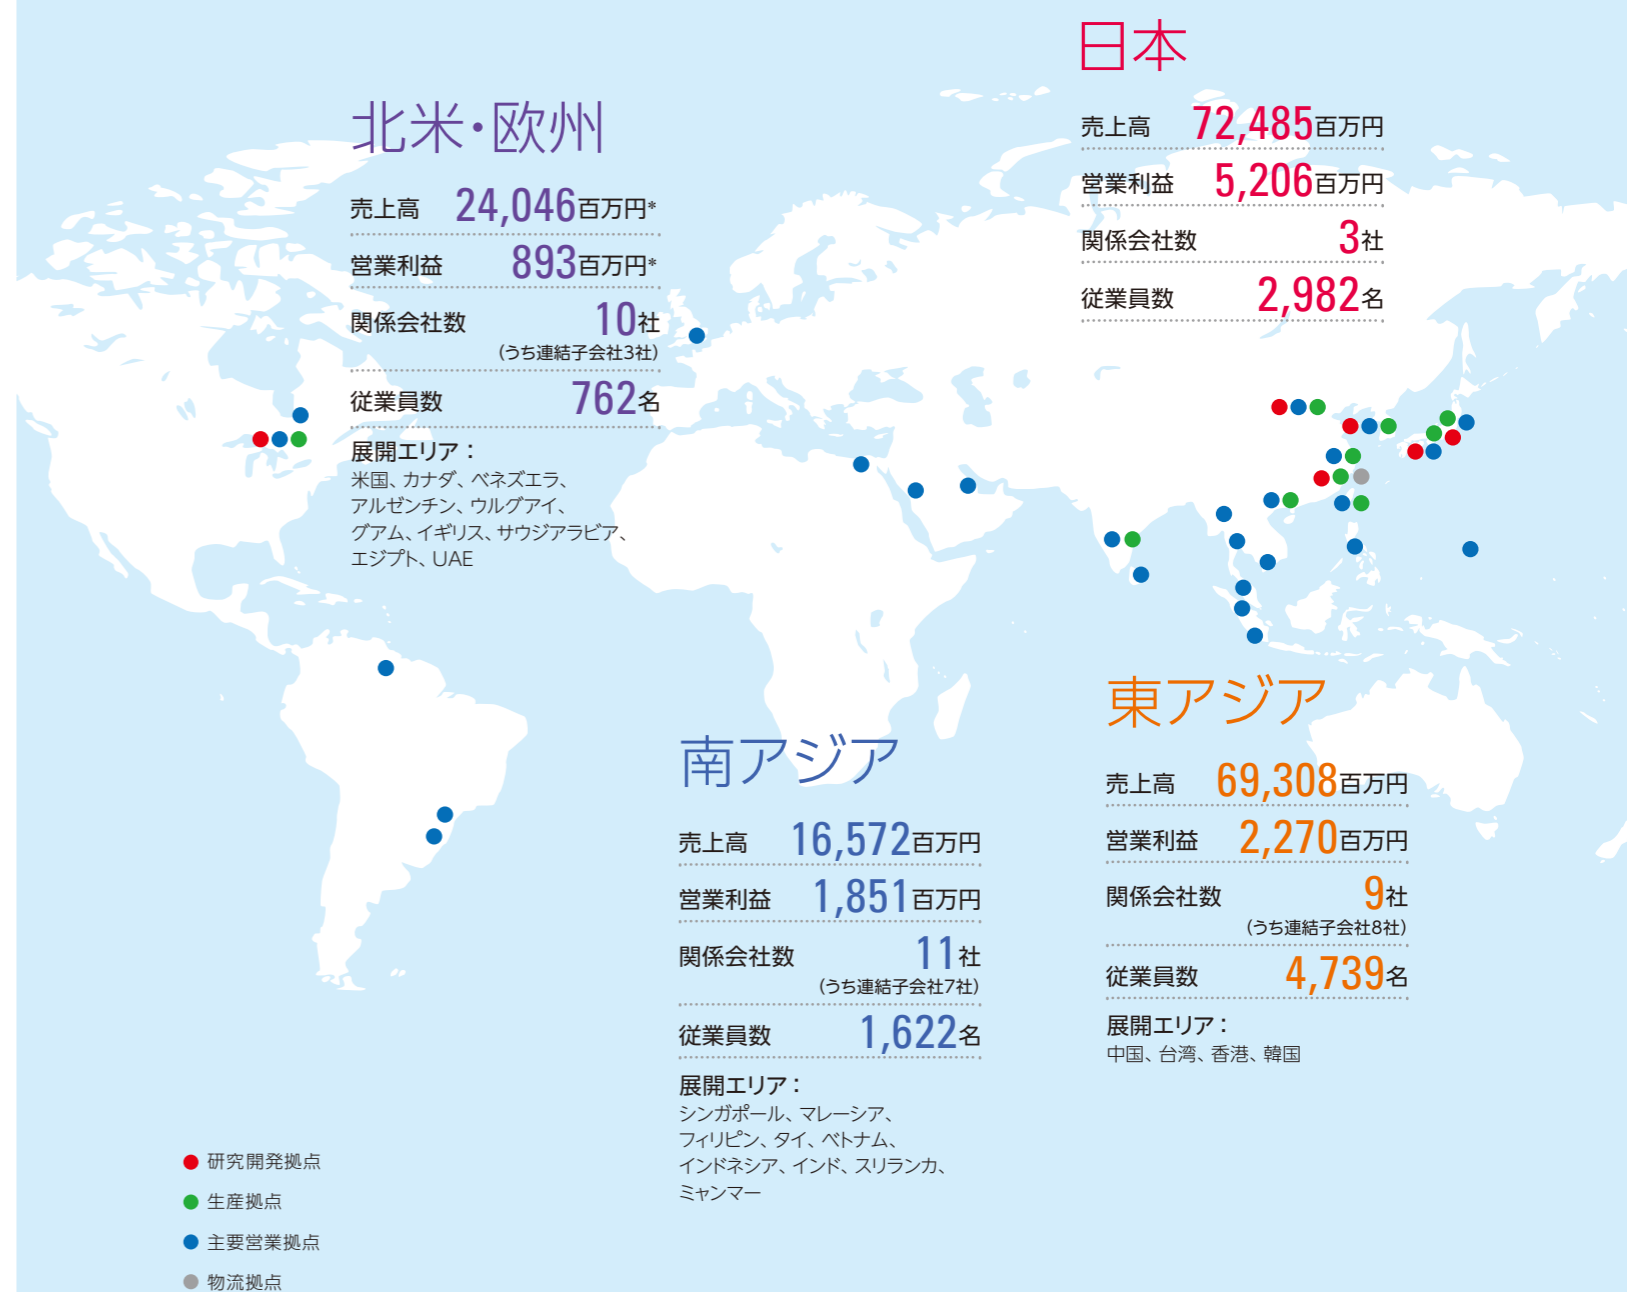 日本
売上高 72,485百万円
営業利益 5,206百万円
関係会社数 3社
従業員数 2,982名
北米・欧州
売上高 24,046百万円*
営業利益 893百万円*
関係会社数 10社
(うち連結子会社3社)
従業員数 762名
展開エリア：
米国、カナダ、ベネズエラ、
アルゼンチン、ウルグアイ、
グアム、イギリス、サウジアラビア、
エジプト、UAE
南アジア
売上高 16,572百万円
営業利益 1,851百万円
関係会社数 11社
(うち連結子会社7社)
従業員数 1,622名
展開エリア：
シンガポール、マレーシア、
フィリピン、タイ、ベトナム、
インドネシア、インド、スリランカ、
ミャンマー
東アジア
売上高 69,308百万円
営業利益 2,270百万円
関係会社数 9社
(うち連結子会社8社)
従業員数 4,739名
展開エリア：
中国、台湾、香港、韓国
研究開発拠点
生産拠点
主要営業拠点
物流拠点